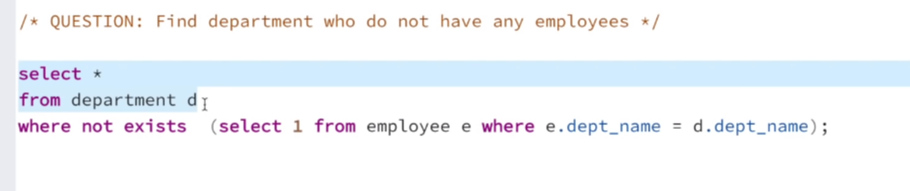 /* QUESTION: Find department who do not have any employees */
select *
from department d
where not exists  (select 1 from employee e where e.dept_name = d.dept_name);